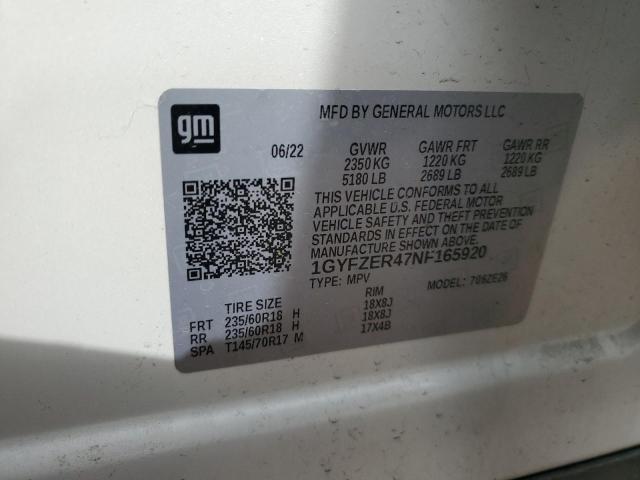 gm
MFD BY GENERAL MOTORS LLC
06/22 GVWR GAWR FRT GAWR RR
2350 KG 1220 KG 1220 KG
5180 LB 2689 LB 2689 LB
THIS VEHICLE CONFORMS TO ALL
APPLICABLE U.S. FEDERAL MOTOR
VEHICLE SAFETY AND THEFT PREVENTION
STANDARDS IN EFFECT ON THE DATE OF
MANUFACTURE SHOWN ABOVE.
1GYFZER47NF165920
TYPE: MPV MODEL:
TIRE SIZE RIM
FRT 235/60R18 H 18X8J
RR 235/60R18 H 18X8J
SPA T145/70R17 M 17X4B